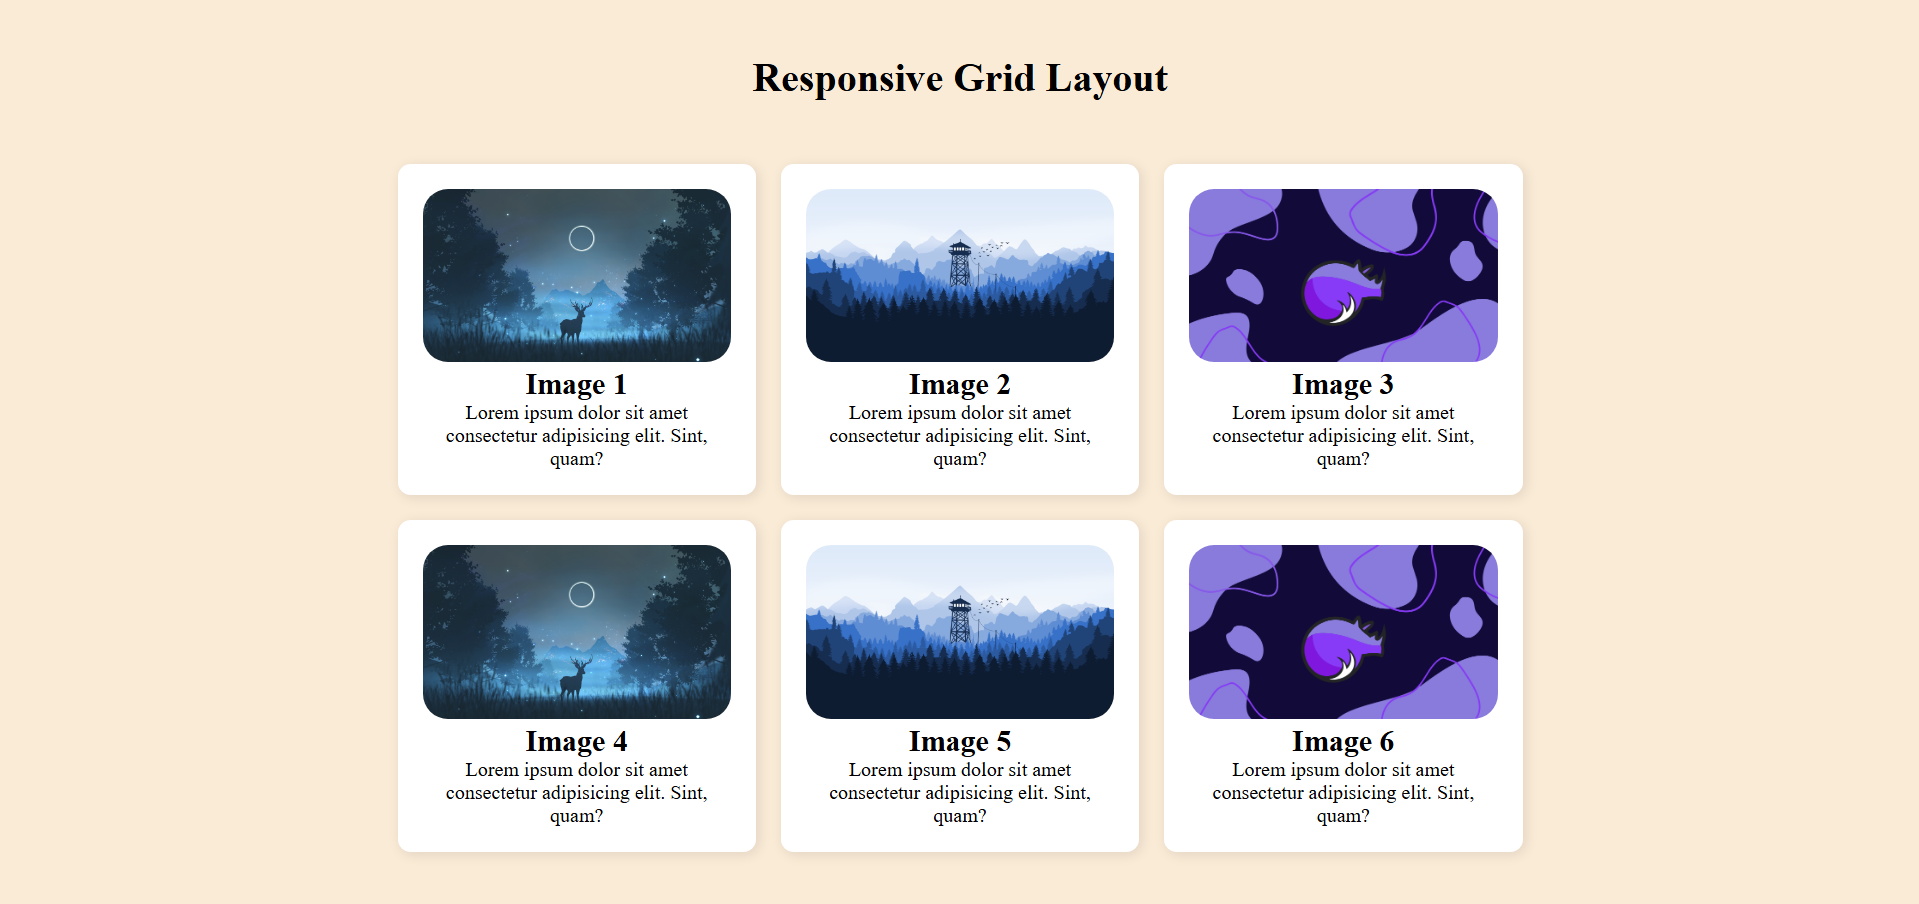 Responsive Grid Layout
Image 1
Lorem ipsum dolor sit amet
consectetur adipisicing elit. Sint,
quam?
Image 2
Lorem ipsum dolor sit amet
consectetur adipisicing elit. Sint,
quam?
Image 3
Lorem ipsum dolor sit amet
consectetur adipisicing elit. Sint,
quam?
Image 4
Lorem ipsum dolor sit amet
consectetur adipisicing elit. Sint,
quam?
Image 5
Lorem ipsum dolor sit amet
consectetur adipisicing elit. Sint,
quam?
Image 6
Lorem ipsum dolor sit amet
consectetur adipisicing elit. Sint,
quam?